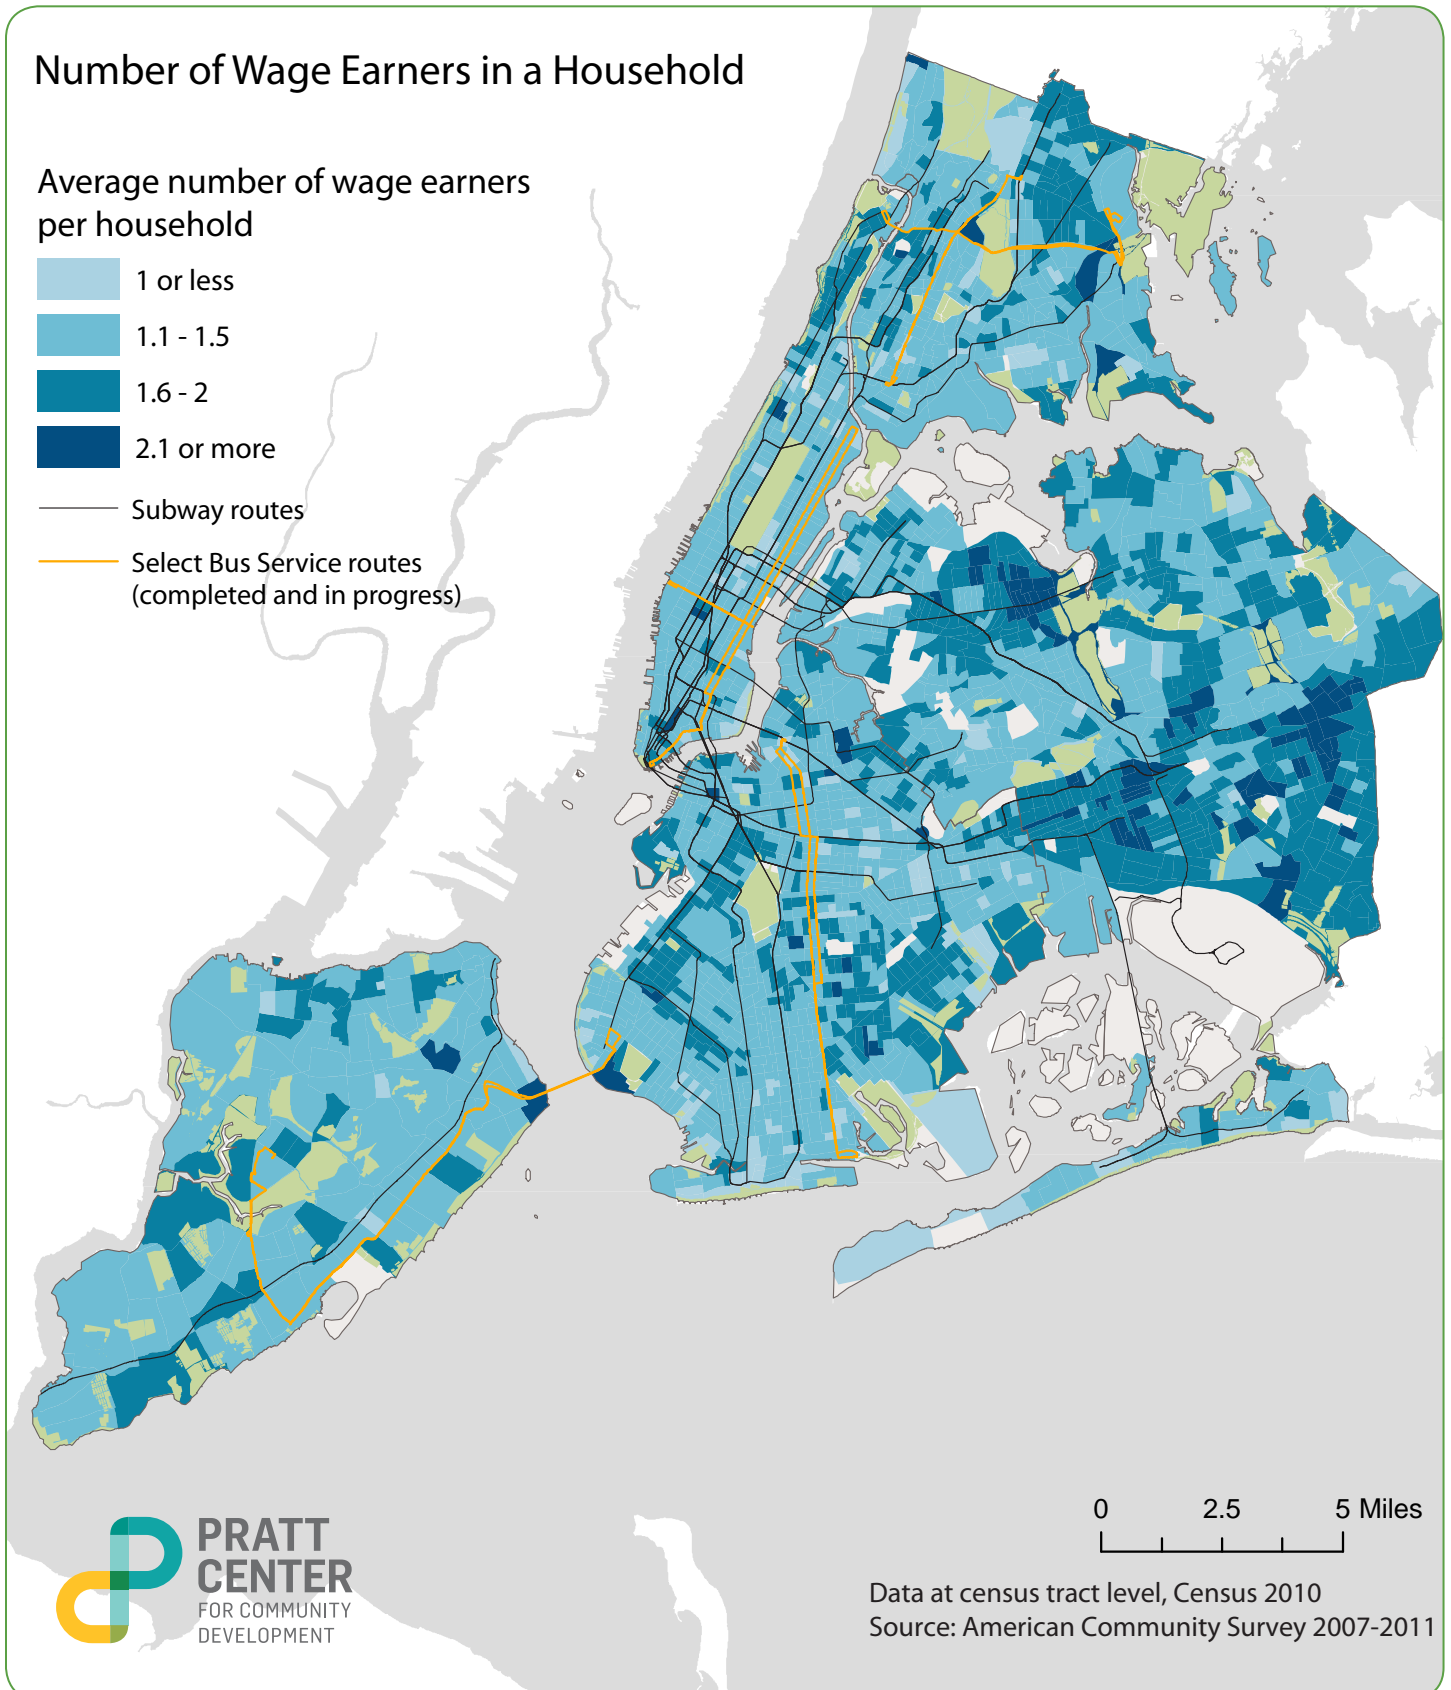 Number of Wage Earners in a Household
Average number of wage earners
per household
1 or less
1.1 - 1.5
1.6 - 2
2.1 or more
Subway routes
Select Bus Service routes
(completed and in progress)
0 2.5 5 Miles
Data at census tract level, Census 2010
Source: American Community Survey 2007-2011
PRATT
CENTER
FOR COMMUNITY
DEVELOPMENT